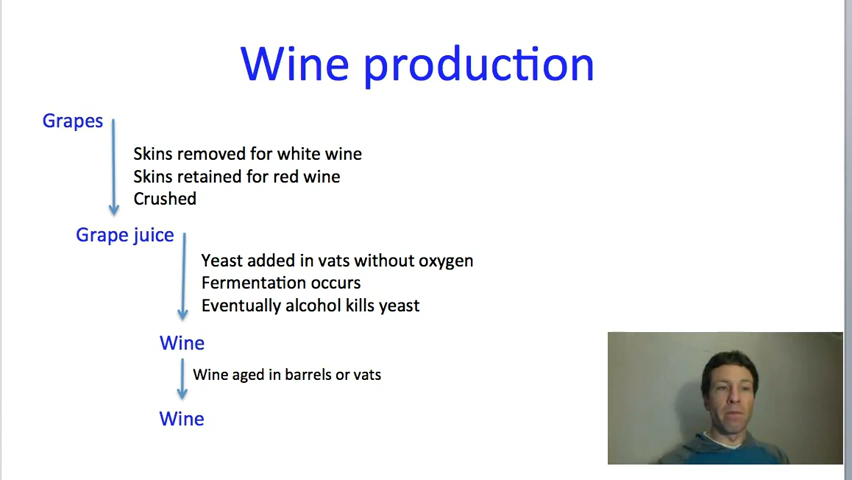 Wine production
Grapes
Skins removed for white wine
Skins retained for red wine
Crushed
Grape juice
Yeast added in vats without oxygen
Fermentation occurs
Eventually alcohol kills yeast
Wine
Wine aged in barrels or vats
Wine